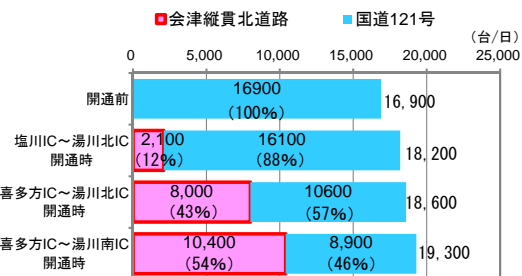 会津縦貫北道路 国道121号
(台/日)
0 5,000 10,000 15,000 20,000 25,000
開通前
16900
(100%)
16,900
塩川IC～湯川北IC
開通時
2,100
(12%)
16100
(88%)
18,200
喜多方IC～湯川北IC
開通時
8,000
(43%)
10600
(57%)
18,600
喜多方IC～湯川南IC
開通時
10,400
(54%)
8,900
(46%)
19,300